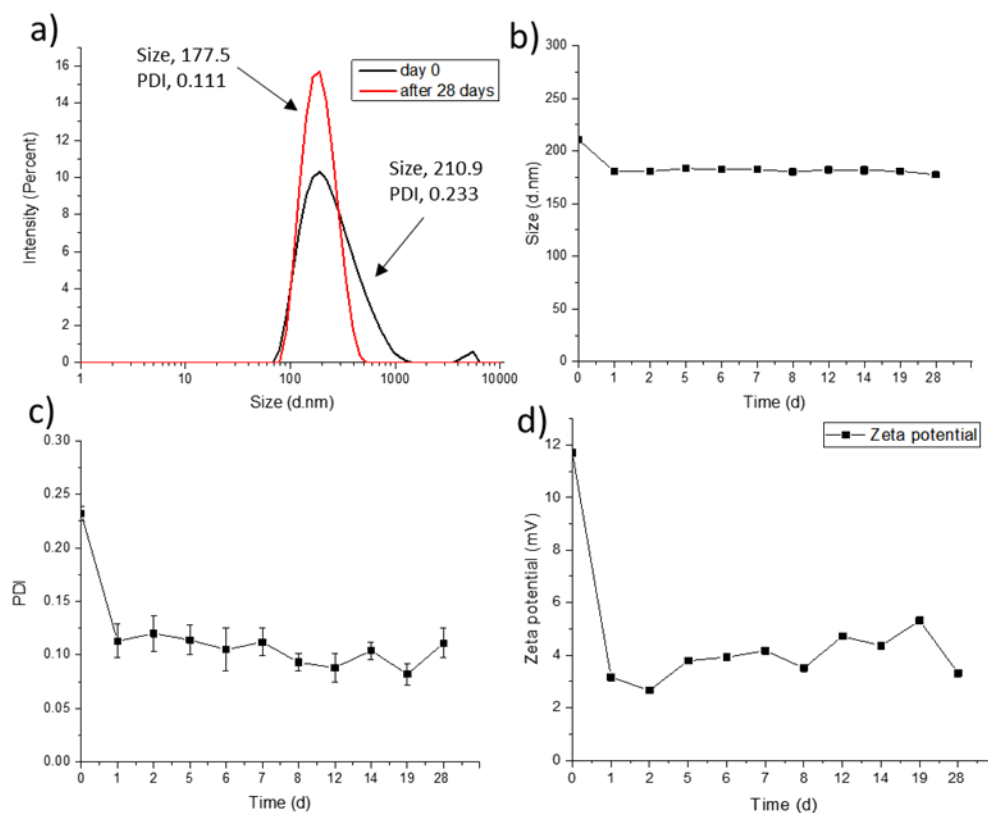 a)
Size, 177.5
PDI, 0.111
day 0
after 28 days
Size, 210.9
PDI, 0.233
16
14
12
10
8
6
4
2
0
Intensity (Percent)
1 10 100 1000 10000
Size (d.nm)
b)
300
250
200
150
100
50
0
Size (d.nm)
0 1 2 5 6 7 8 12 14 19 28
Time (d)
c)
0.30
0.25
0.20
0.15
0.10
0.05
0.00
PDI
0 1 2 5 6 7 8 12 14 19 28
Time (d)
d)
Zeta potential
12
10
8
6
4
2
0
Zeta potential (mV)
0 1 2 5 6 7 8 12 14 19 28
Time (d)